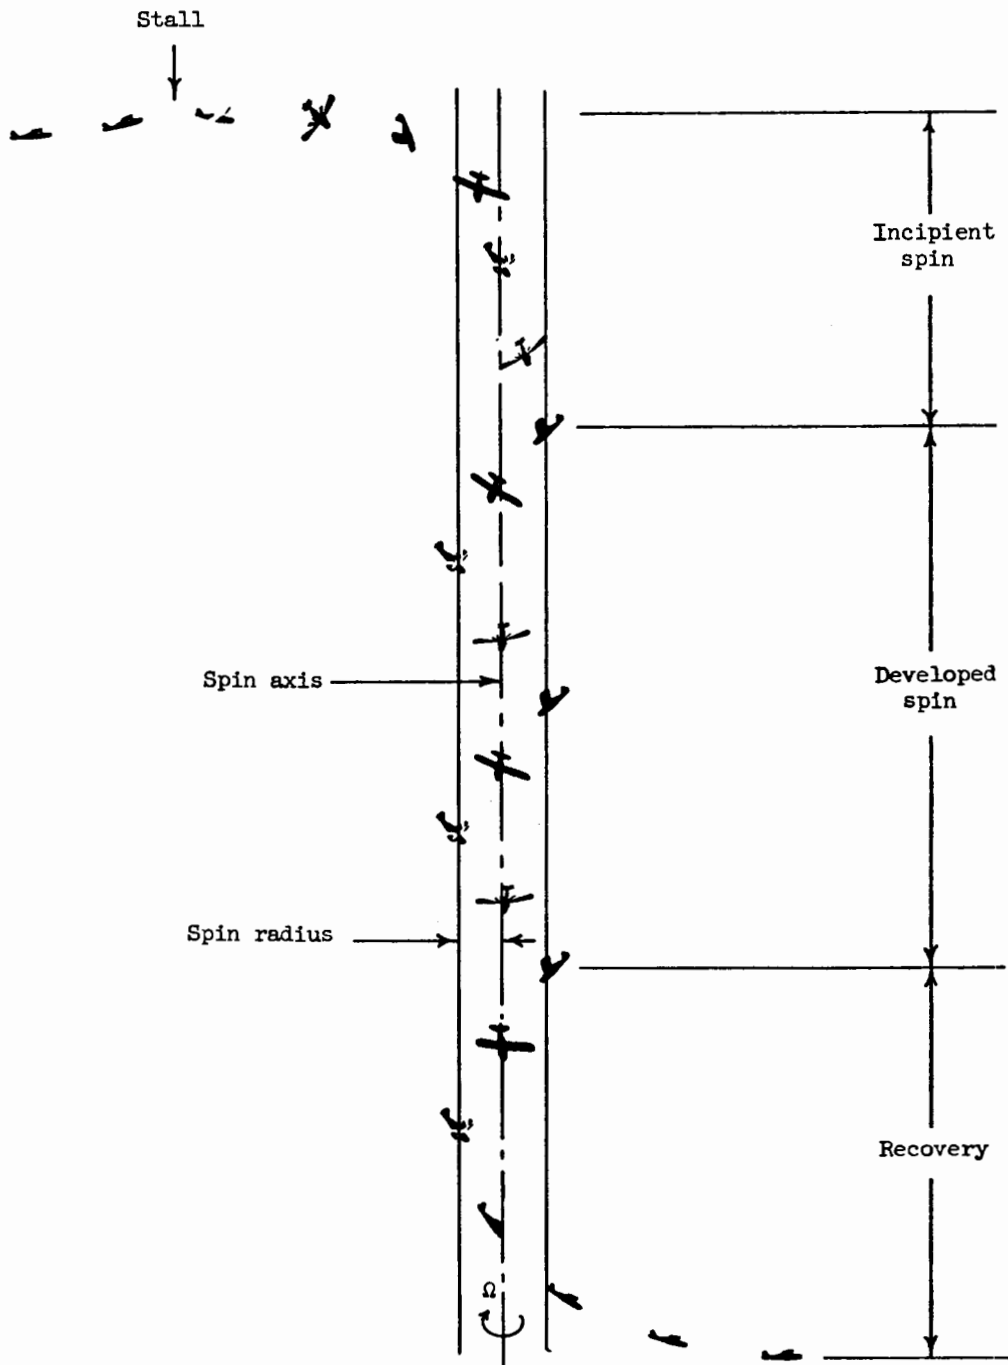 Stall
Incipient
spin
Spin axis
Developed
spin
Spin radius
Recovery
Ω